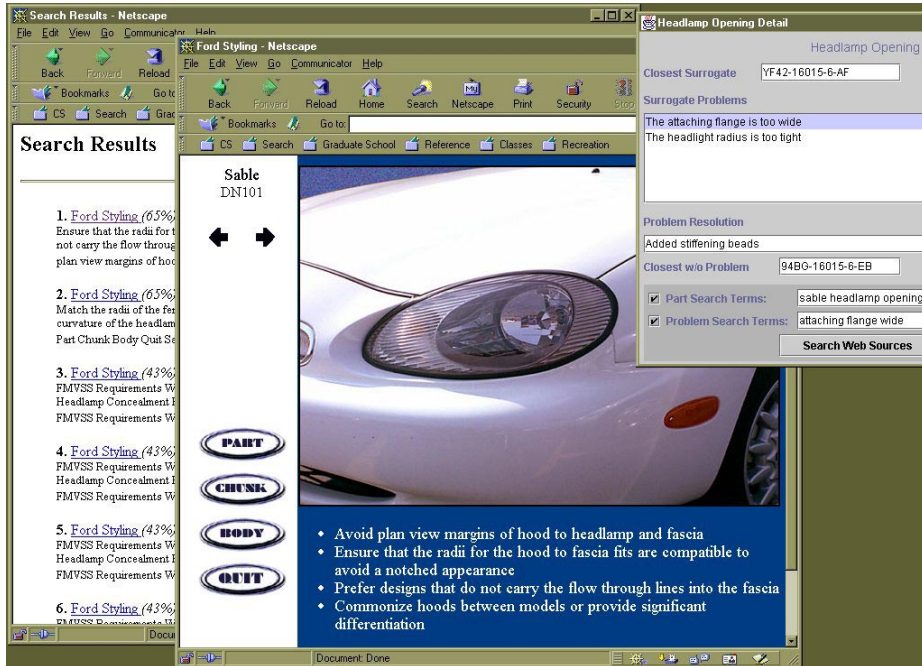 Search Results - Netscape
File Edit View Go Communicator Help
Back Forward Reload
Bookmarks Go to
CS Search Grad
Search Results
1. Ford Styling (65%)
Ensure that the radii for t
not carry the flow throug
plan view margins of hoo
2. Ford Styling (65%)
Match the radii of the fer
curvature of the headlam
Part Chunk Body Quit Se
3. Ford Styling (43%)
FMVSS Requirements W
Headlamp Concealment
FMVSS Requirements W
4. Ford Styling (43%)
FMVSS Requirements W
Headlamp Concealment
FMVSS Requirements W
5. Ford Styling (43%)
FMVSS Requirements W
Headlamp Concealment
FMVSS Requirements W
6. Ford Styling (43%)
FMVSS Requirements W
Docu
Ford Styling - Netscape
File Edit View Go Communicator Help
Back Forward Reload Home Search Netscape Print Security Stop
Bookmarks Go to:
CS Search Graduate School Reference Classes Recreation
Sable
DN101
PART
CHUNK
BODY
QUIT
• Avoid plan view margins of hood to headlamp and fascia
• Ensure that the radii for the hood to fascia fits are compatible to
avoid a notched appearance
• Prefer designs that do not carry the flow through lines into the fascia
• Commonize hoods between models or provide significant
differentiation
Document: Done
Headlamp Opening Detail
Headlamp Opening
Closest Surrogate YF42-16015-6-AF
Surrogate Problems
The attaching flange is too wide
The headlight radius is too tight
Problem Resolution
Added stiffening beads
Closest w/o Problem 94BG-16015-6-EB
Part Search Terms: sable headlamp opening
Problem Search Terms: attaching flange wide
Search Web Sources